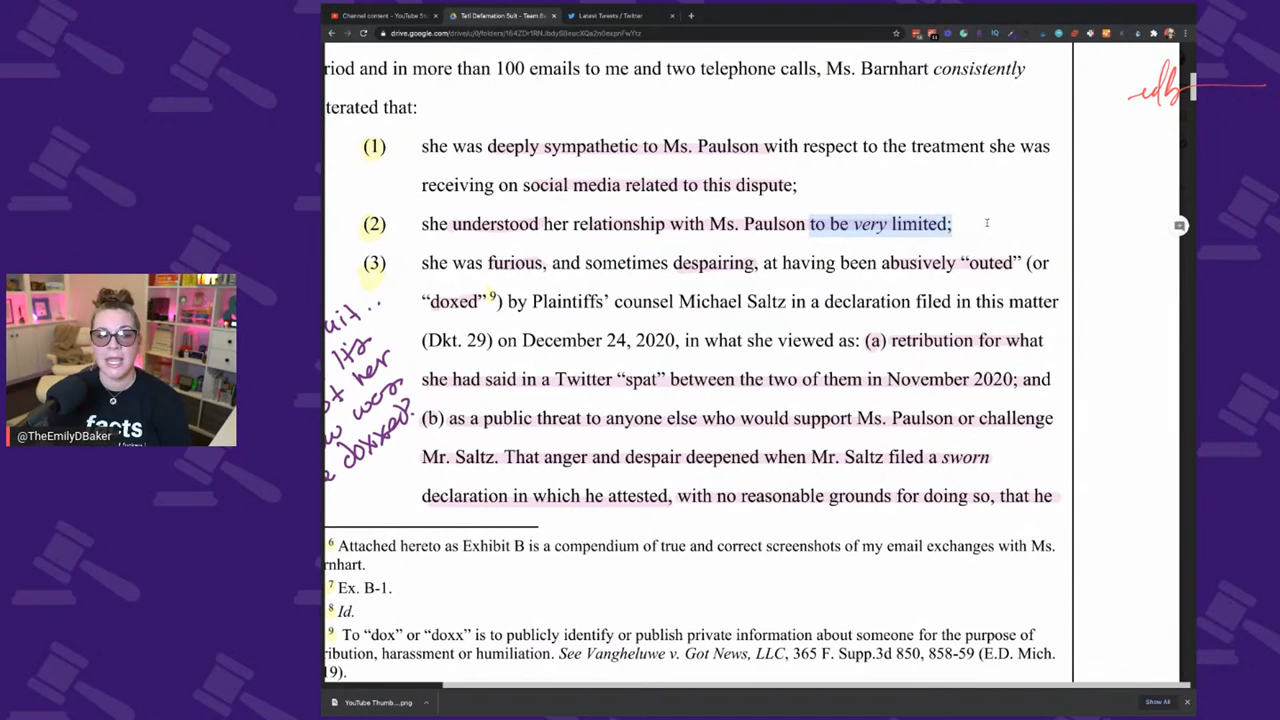 Channel content - YouTube St
Teti Defamation Suit - Team B
Latest Tweets / Twitter
riod and in more than 100 emails to me and two telephone calls, Ms. Barnhart consistently
terated that:
(1) she was deeply sympathetic to Ms. Paulson with respect to the treatment she was
receiving on social media related to this dispute;
(2) she understood her relationship with Ms. Paulson to be very limited;
(3) she was furious, and sometimes despairing, at having been abusively “outed” (or
“doxed” 9) by Plaintiffs’ counsel Michael Saltz in a declaration filed in this matter
(Dkt. 29) on December 24, 2020, in what she viewed as: (a) retribution for what
she had said in a Twitter “spat” between the two of them in November 2020; and
(b) as a public threat to anyone else who would support Ms. Paulson or challenge
Mr. Saltz. That anger and despair deepened when Mr. Saltz filed a sworn
declaration in which he attested, with no reasonable grounds for doing so, that he
6 Attached hereto as Exhibit B is a compendium of true and correct screenshots of my email exchanges with Ms.
rnhart.
7 Ex. B-1.
8 Id.
9 To “dox” or “doxx” is to publicly identify or publish private information about someone for the purpose of
ribution, harassment or humiliation. See Vangheluwe v. Got News, LLC, 365 F. Supp.3d 850, 858-59 (E.D. Mich.
19).
It's
her
doxxed?
edb
facts
@TheEmilyDBaker
YouTube Thumb....png
Show All